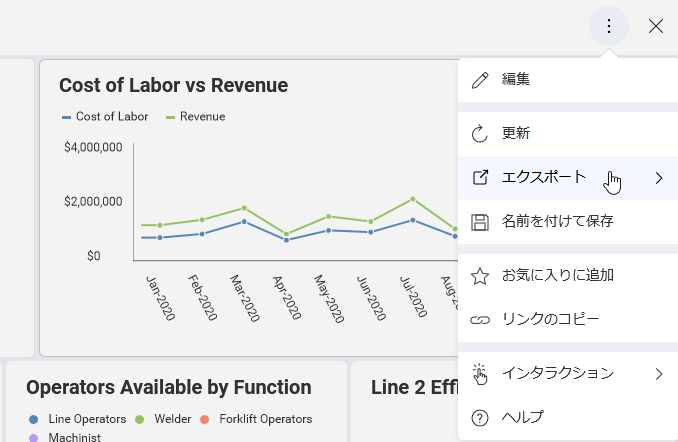 Cost of Labor vs Revenue
Cost of Labor
Revenue
$4,000,000
$2,000,000
$0
Jan-2020
Feb-2020
Mar-2020
Apr-2020
May-2020
Jun-2020
Jul-2020
Aug-2
編集
更新
エクスポート
名前を付けて保存
お気に入りに追加
リンクのコピー
インタラクション
ヘルプ
Operators Available by Function
Line Operators
Welder
Forklift Operators
Machinist
Line 2 Effi